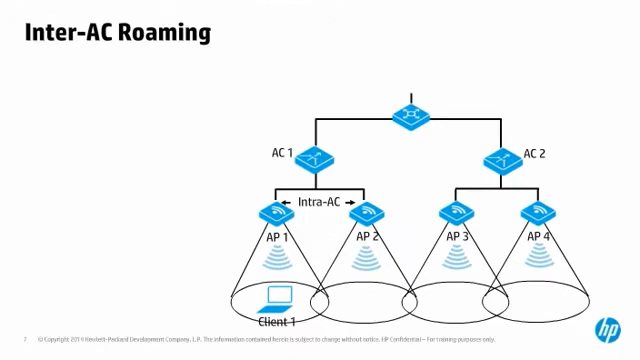 Inter-AC Roaming
AC 1
AC 2
Intra-AC
AP 1
AP 2
AP 3
AP 4
Client 1
hp
7 © Copyright 2014 Hewlett-Packard Development Company, L.P. The information contained herein is subject to change without notice. HP Confidential – For training purposes only.